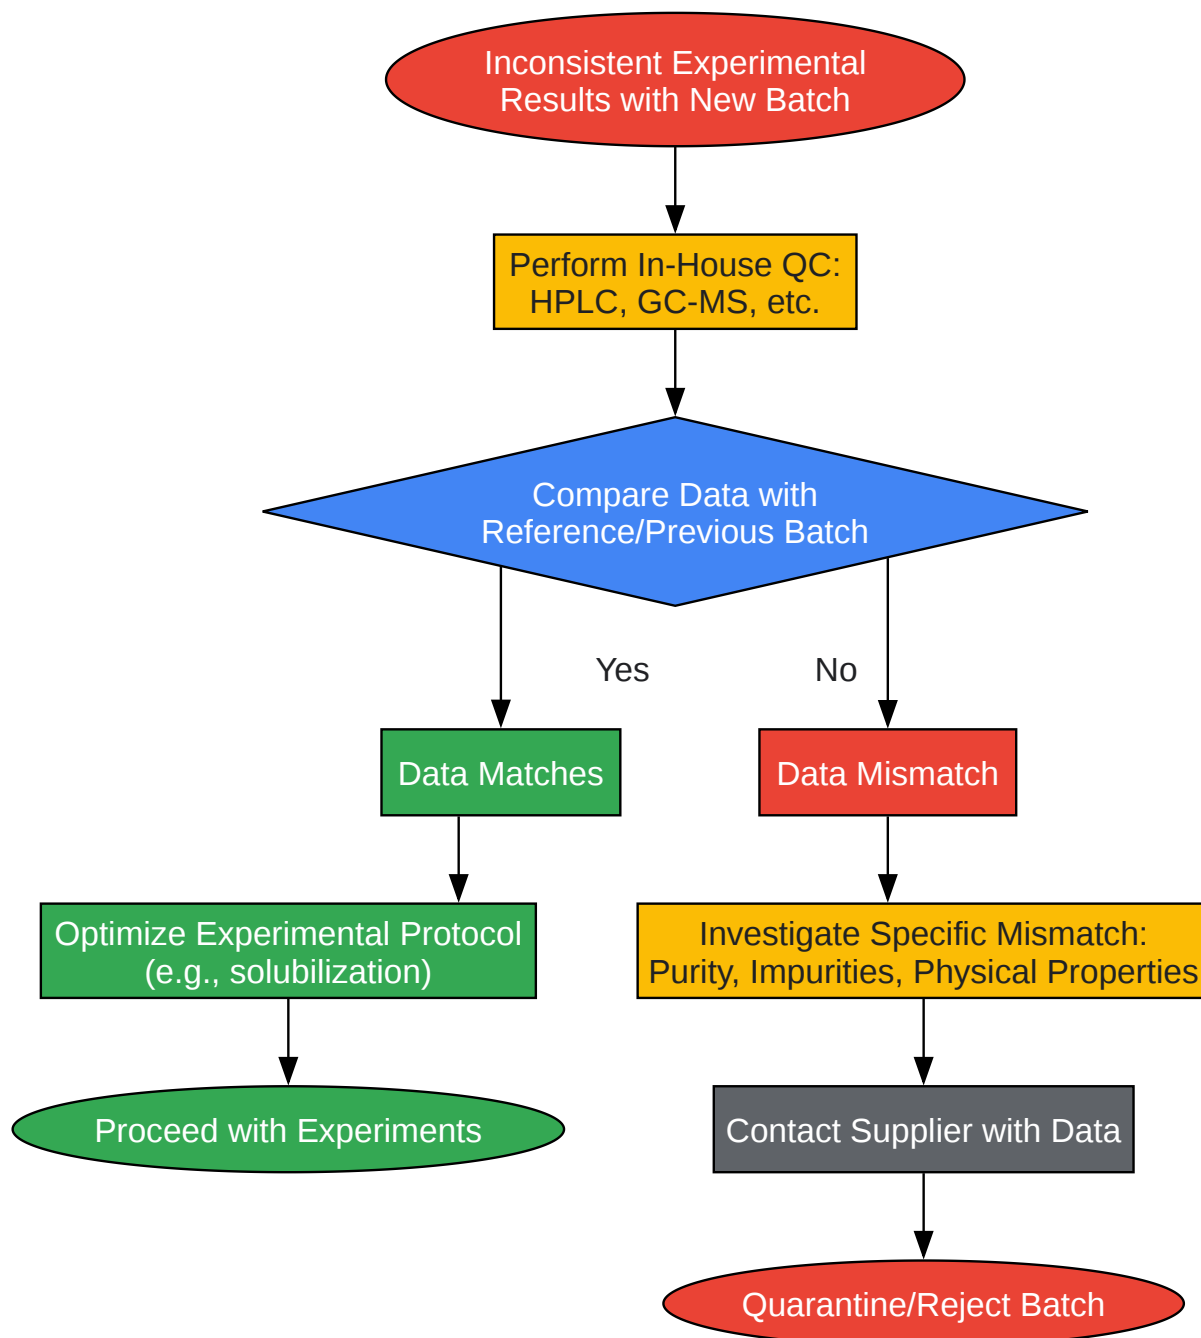 Inconsistent Experimental
Results with New Batch
Perform In-House QC:
HPLC, GC-MS, etc.
Compare Data with
Reference/Previous Batch
Yes
No
Data Matches
Data Mismatch
Optimize Experimental Protocol
(e.g., solubilization)
Investigate Specific Mismatch:
Purity, Impurities, Physical Properties
Proceed with Experiments
Contact Supplier with Data
Quarantine/Reject Batch